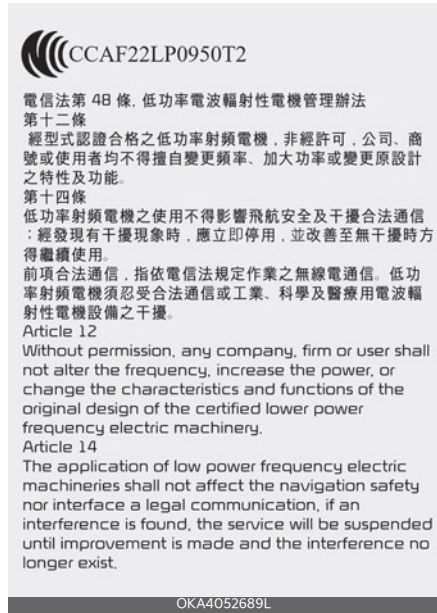 CCAF22LP0950T2
電信法第 48 條, 低功率電波輻射性電機管理辦法
第十二條
經型式認證合格之低功率射頻電機，非經許可，公司、商
號或使用者均不得擅自變更頻率、加大功率或變更原設計
之特性及功能。
第十四條
低功率射頻電機之使用不得影響飛航安全及干擾合法通信
：經發現有干擾現象時，應立即停用，並改善至無干擾時方
得繼續使用。
前項合法通信，指依電信法規定作業之無線電通信。低功
率射頻電機須忍受合法通信或工業、科學及醫療用電波輻
射性電機設備之干擾。
Article 12
Without permission, any company, firm or user shall
not alter the frequency, increase the power, or
change the characteristics and functions of the
original design of the certified lower power
frequency electric machinery.
Article 14
The application of low power frequency electric
machineries shall not affect the navigation safety
nor interface a legal communication, if an
interference is found, the service will be suspended
until improvement is made and the interference no
longer exist.
OKA4052689L